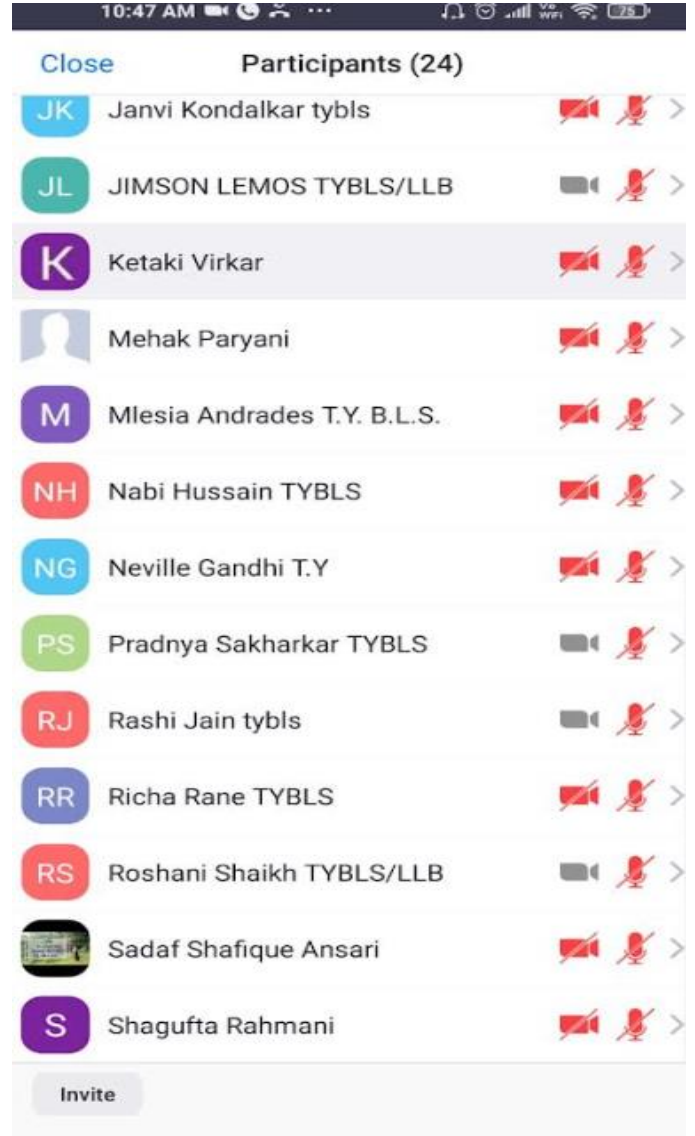 10:47 AM ··· Vo WiFi 75
Close Participants (24)
JK Janvi Kondalkar tybls
JL JIMSON LEMOS TYBLS/LLB
K Ketaki Virkar
Mehak Paryani
M Mlesia Andrades T.Y. B.L.S.
NH Nabi Hussain TYBLS
NG Neville Gandhi T.Y
PS Pradnya Sakharkar TYBLS
RJ Rashi Jain tybls
RR Richa Rane TYBLS
RS Roshani Shaikh TYBLS/LLB
Sadaf Shafique Ansari
S Shagufta Rahmani
Invite